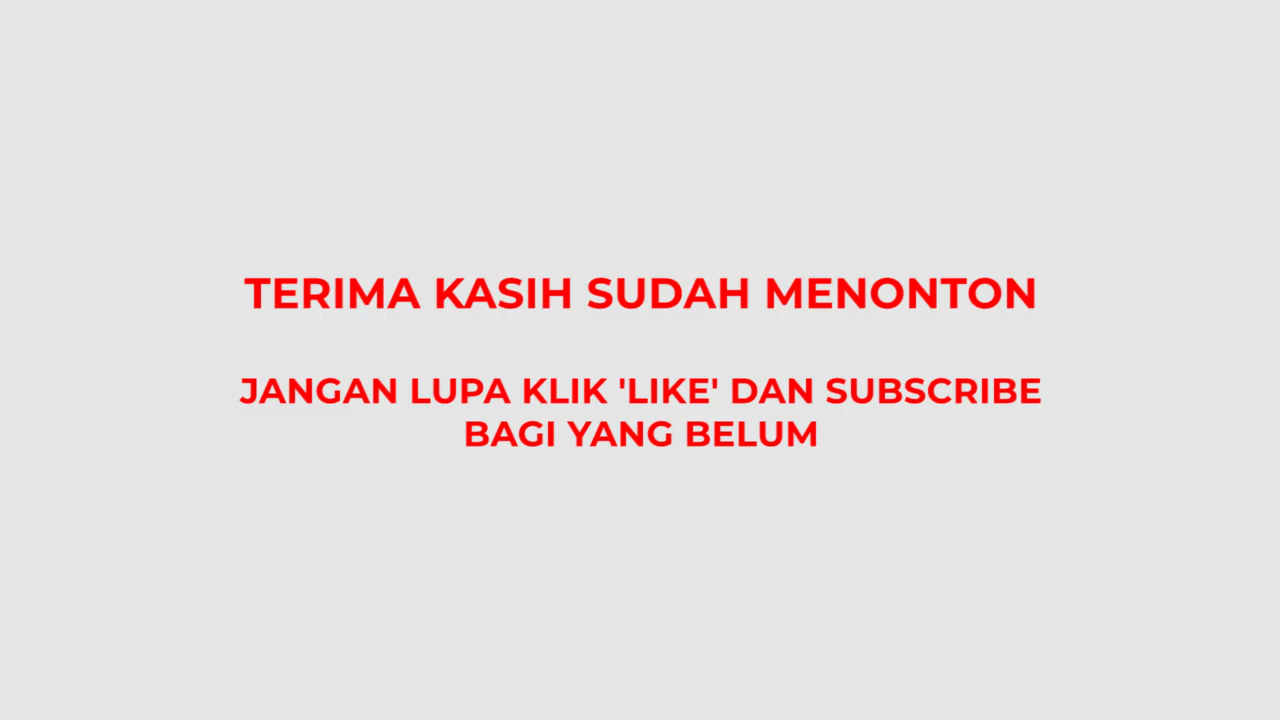 TERIMA KASIH SUDAH MENONTON
JANGAN LUPA KLIK 'LIKE' DAN SUBSCRIBE
BAGI YANG BELUM